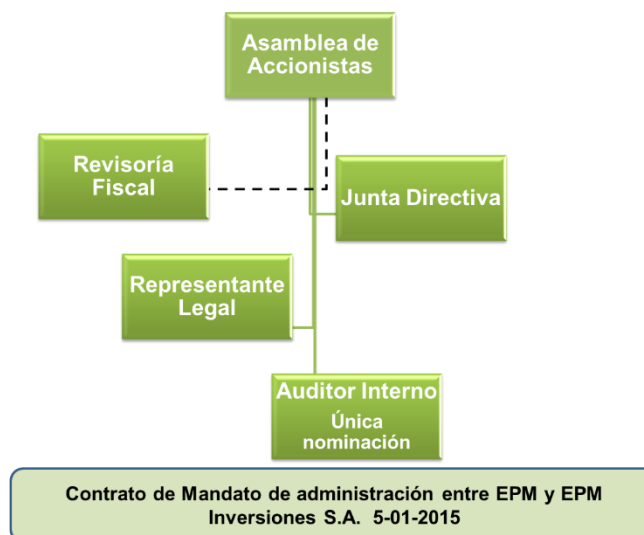 Asamblea de
Accionistas
Revisoría
Fiscal
Junta Directiva
Representante
Legal
Auditor Interno
Única
nominación
Contrato de Mandato de administración entre EPM y EPM
Inversiones S.A. 5-01-2015